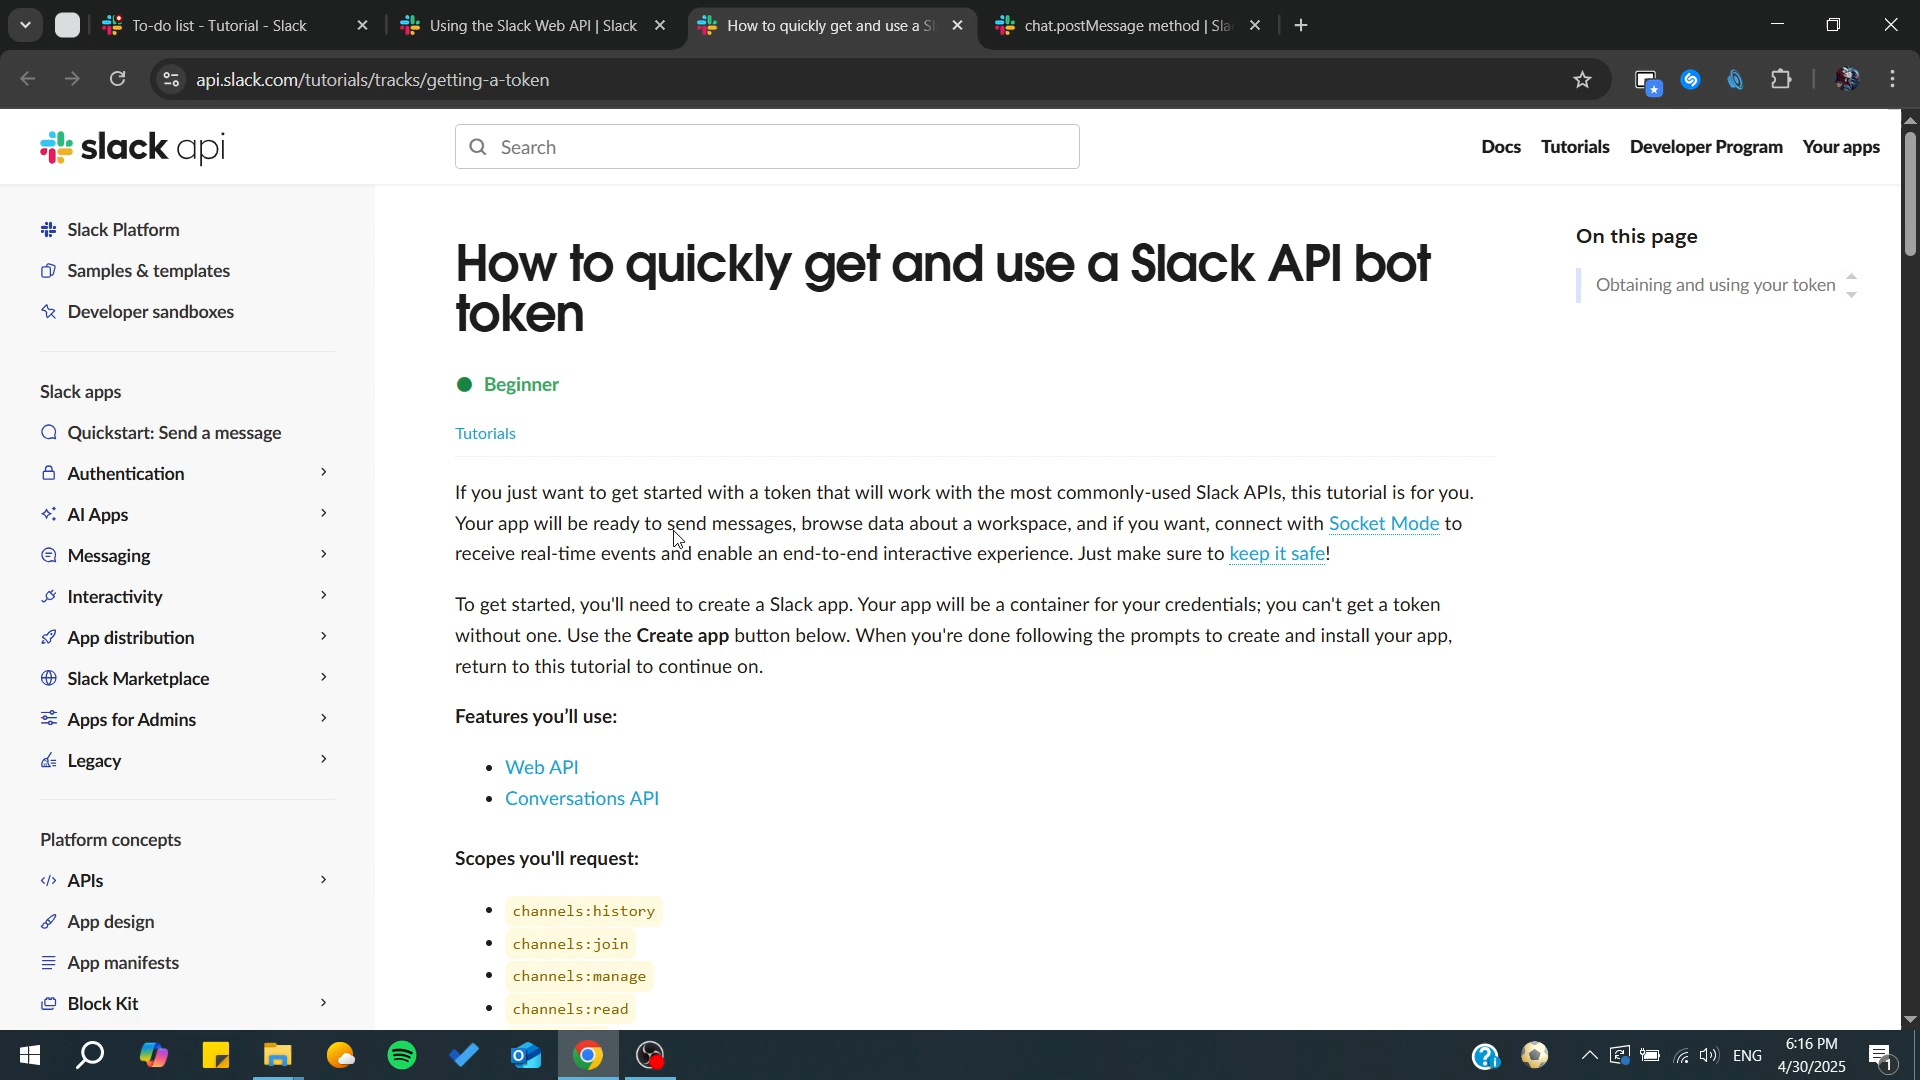 To-do list - Tutorial - Slack
Using the Slack Web API | Slack
How to quickly get and use a Sl
chat.postMessage method | Sla
api.slack.com/tutorials/tracks/getting-a-token
slack api
Search
Docs Tutorials Developer Program Your apps
Slack Platform
Samples & templates
Developer sandboxes
Slack apps
Quickstart: Send a message
Authentication
AI Apps
Messaging
Interactivity
App distribution
Slack Marketplace
Apps for Admins
Legacy
Platform concepts
APIs
App design
App manifests
Block Kit
How to quickly get and use a Slack API bot
token
Beginner
Tutorials
If you just want to get started with a token that will work with the most commonly-used Slack APIs, this tutorial is for you.
Your app will be ready to send messages, browse data about a workspace, and if you want, connect with Socket Mode to
receive real-time events and enable an end-to-end interactive experience. Just make sure to keep it safe!
To get started, you'll need to create a Slack app. Your app will be a container for your credentials; you can't get a token
without one. Use the Create app button below. When you're done following the prompts to create and install your app,
return to this tutorial to continue on.
Features you’ll use:
Web API
Conversations API
Scopes you'll request:
channels:history
channels:join
channels:manage
channels:read
On this page
Obtaining and using your token
ENG
6:16 PM
4/30/2025
1